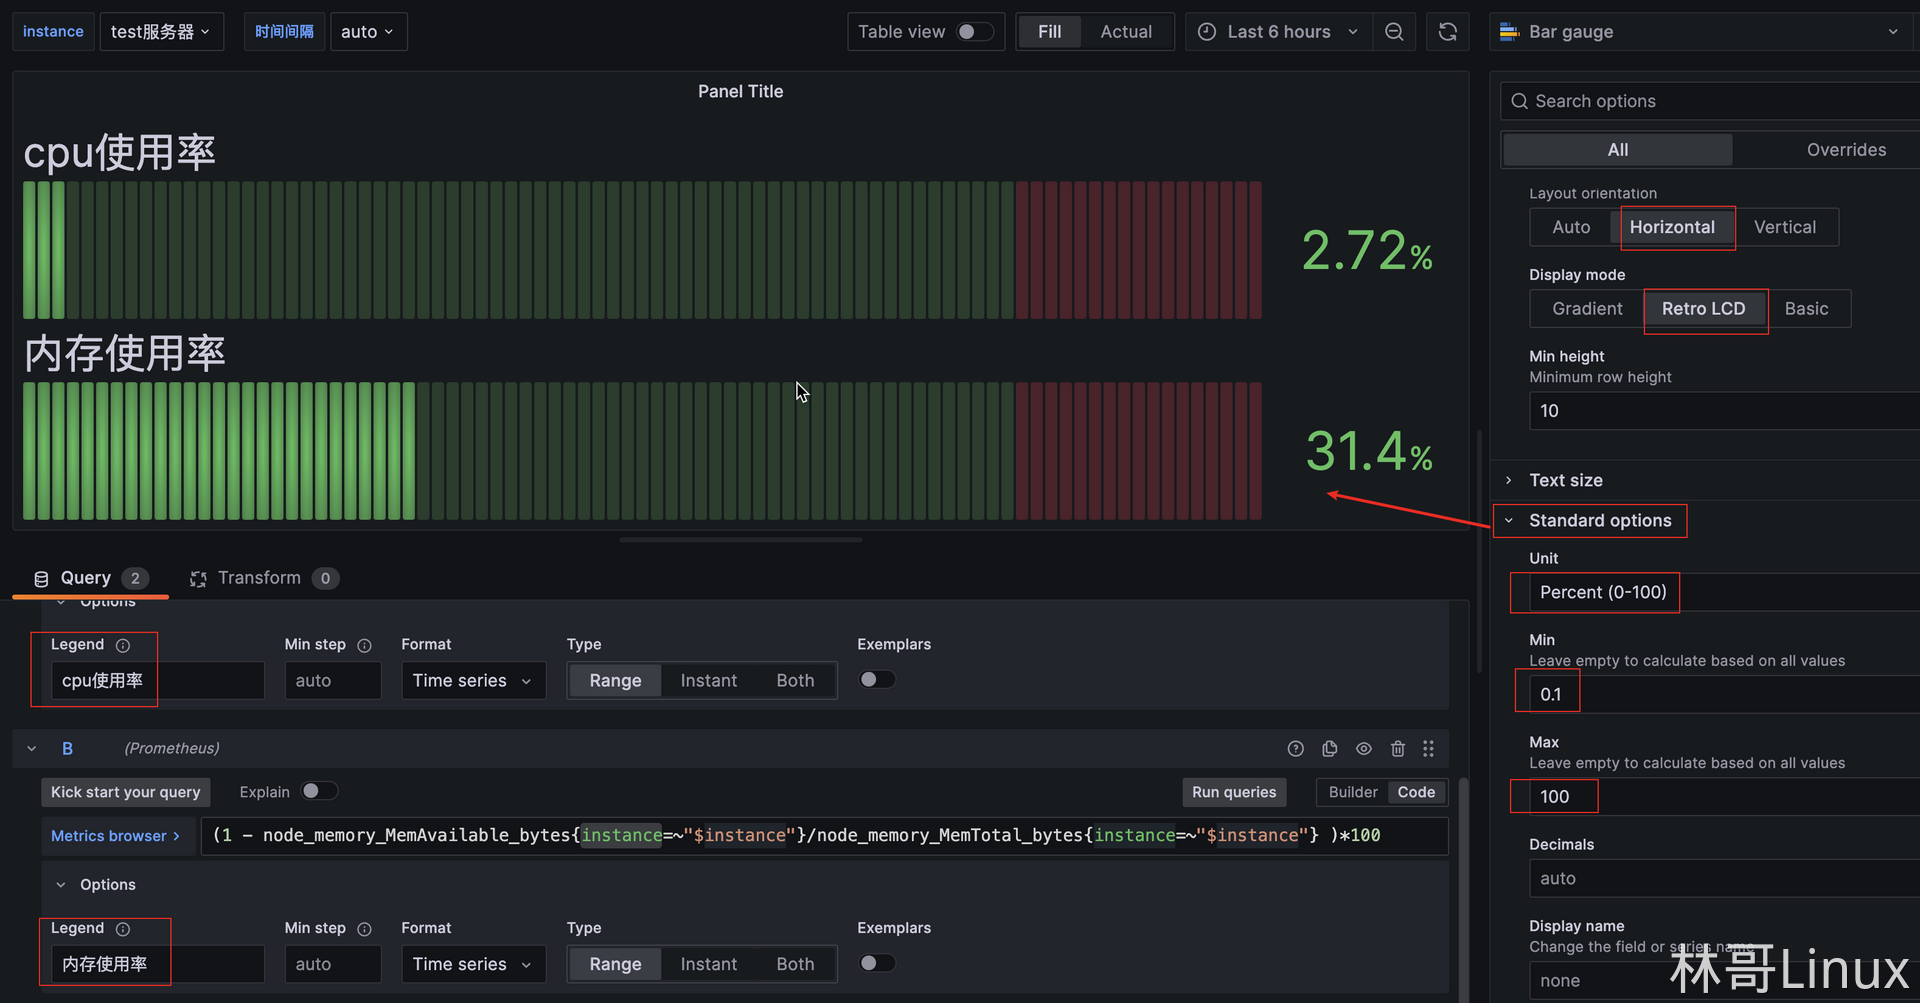 instance test服务器 时间间隔 auto Table view Fill Actual Last 6 hours Bar gauge
Panel Title
Search options
All Overrides
cpu使用率
2.72%
内存使用率
31.4%
Layout orientation
Auto Horizontal Vertical
Display mode
Gradient Retro LCD Basic
Min height
Minimum row height
10
Text size
Standard options
Unit
Percent (0-100)
Min
Leave empty to calculate based on all values
0.1
Max
Leave empty to calculate based on all values
100
Decimals
auto
Display name
Change the field or series name
none
Query 2 Transform 0
Options
Legend Min step Format Type Exemplars
cpu使用率 auto Time series Range Instant Both
B (Prometheus)
Kick start your query Explain Run queries Builder Code
Metrics browser > (1 - node_memory_MemAvailable_bytes{instance=~"$instance"}/node_memory_MemTotal_bytes{instance=~"$instance"} )*100
Options
Legend Min step Format Type Exemplars
内存使用率 auto Time series Range Instant Both
林哥Linux